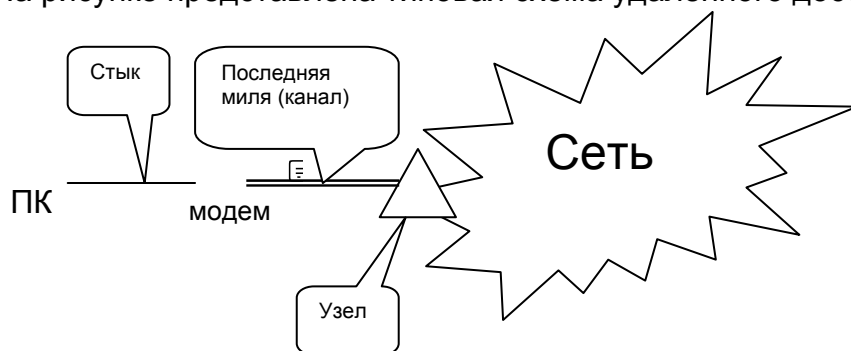 На рисунке представлена типовая схема удаленного дос
Стык
Последняя
миля (канал)
Сеть
ПК
модем
Узел